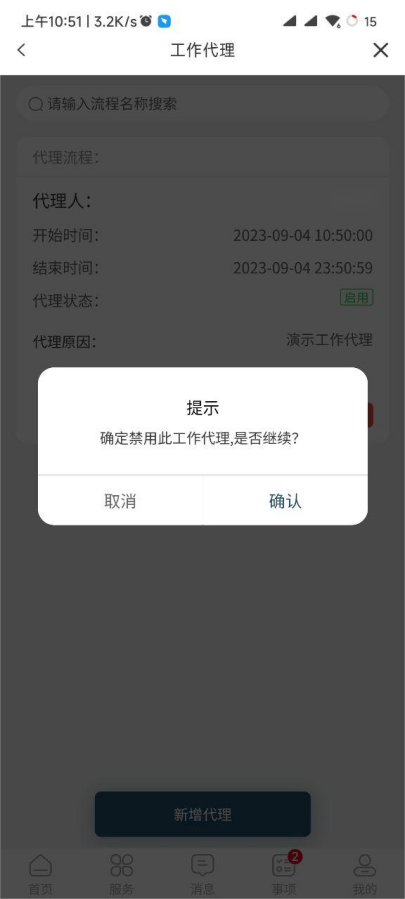 上午10:51 | 3.2K/s
15
工作代理
请输入流程名称搜索
代理流程：
代理人：
开始时间： 2023-09-04 10:50:00
结束时间： 2023-09-04 23:50:59
代理状态： 启用
代理原因： 演示工作代理
提示
确定禁用此工作代理,是否继续?
取消 确认
新增代理
2
首页 服务 消息 事项 我的